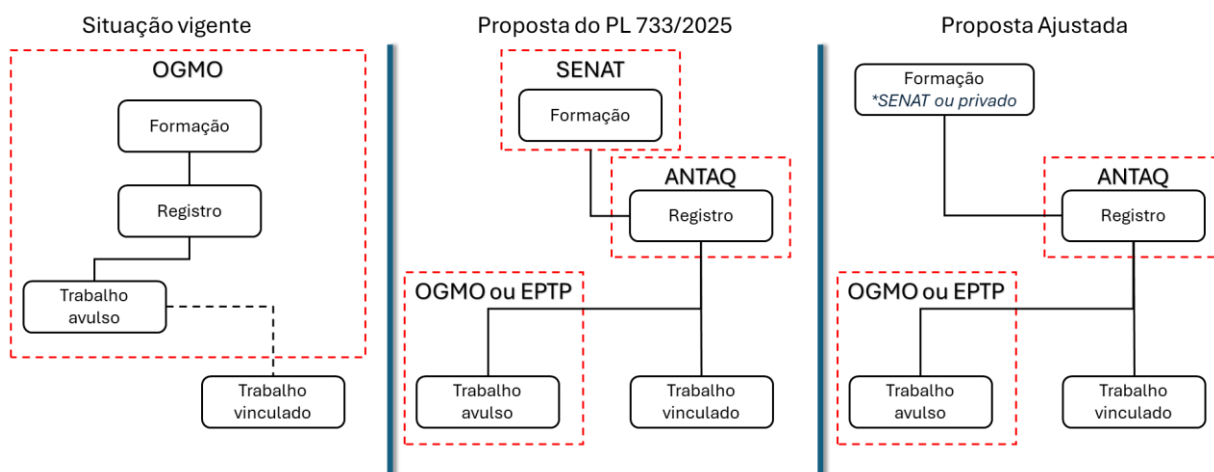 Situação vigente
OGMO
Formação
Registro
Trabalho
avulso
Trabalho
vinculado
Proposta do PL 733/2025
SENAT
Formação
ANTAQ
Registro
OGMO ou EPTP
Trabalho
avulso
Trabalho
vinculado
Proposta Ajustada
Formação
*SENAT ou privado
ANTAQ
Registro
OGMO ou EPTP
Trabalho
avulso
Trabalho
vinculado